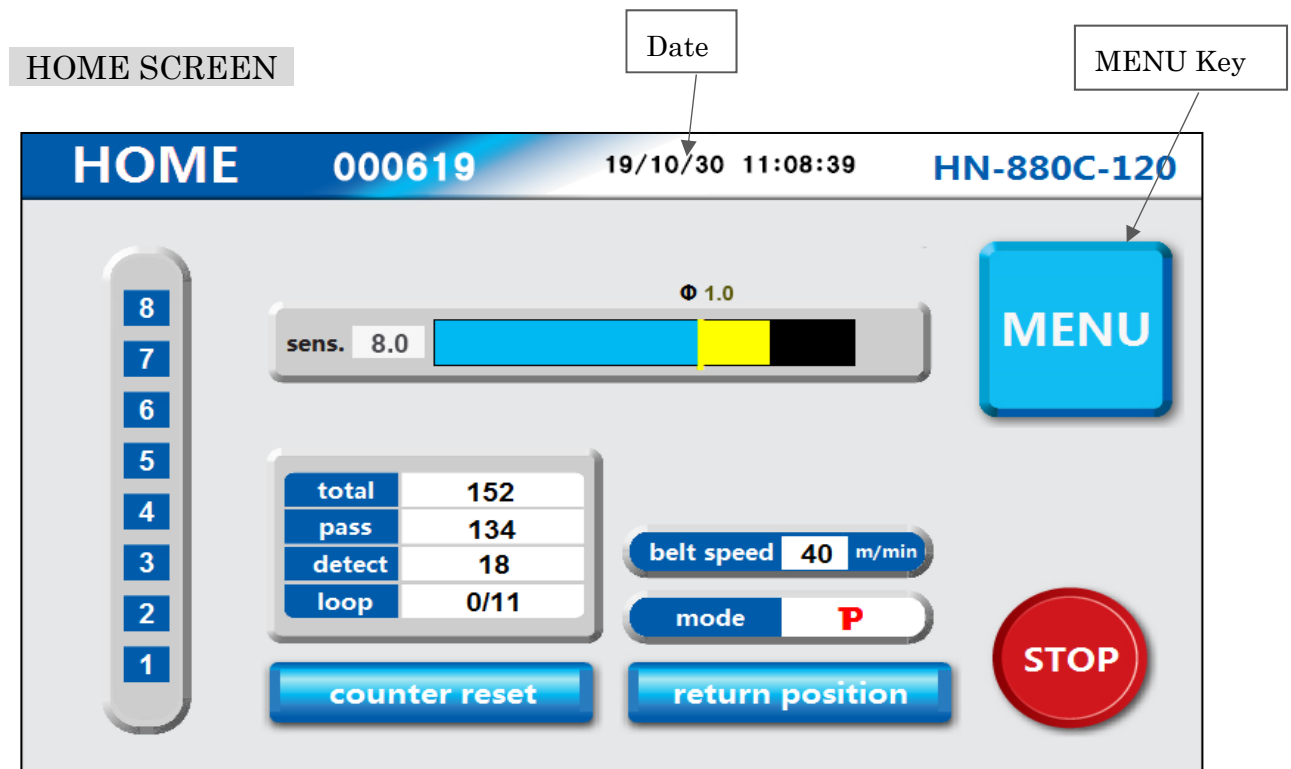 Date
MENU Key
HOME SCREEN
HOME 000619 19/10/30 11:08:39 HN-880C-120
8
7
6
5
4
3
2
1
Φ 1.0
sens. 8.0
MENU
total 152
pass 134
detect 18
loop 0/11
belt speed 40 m/min
mode P
counter reset
return position
STOP